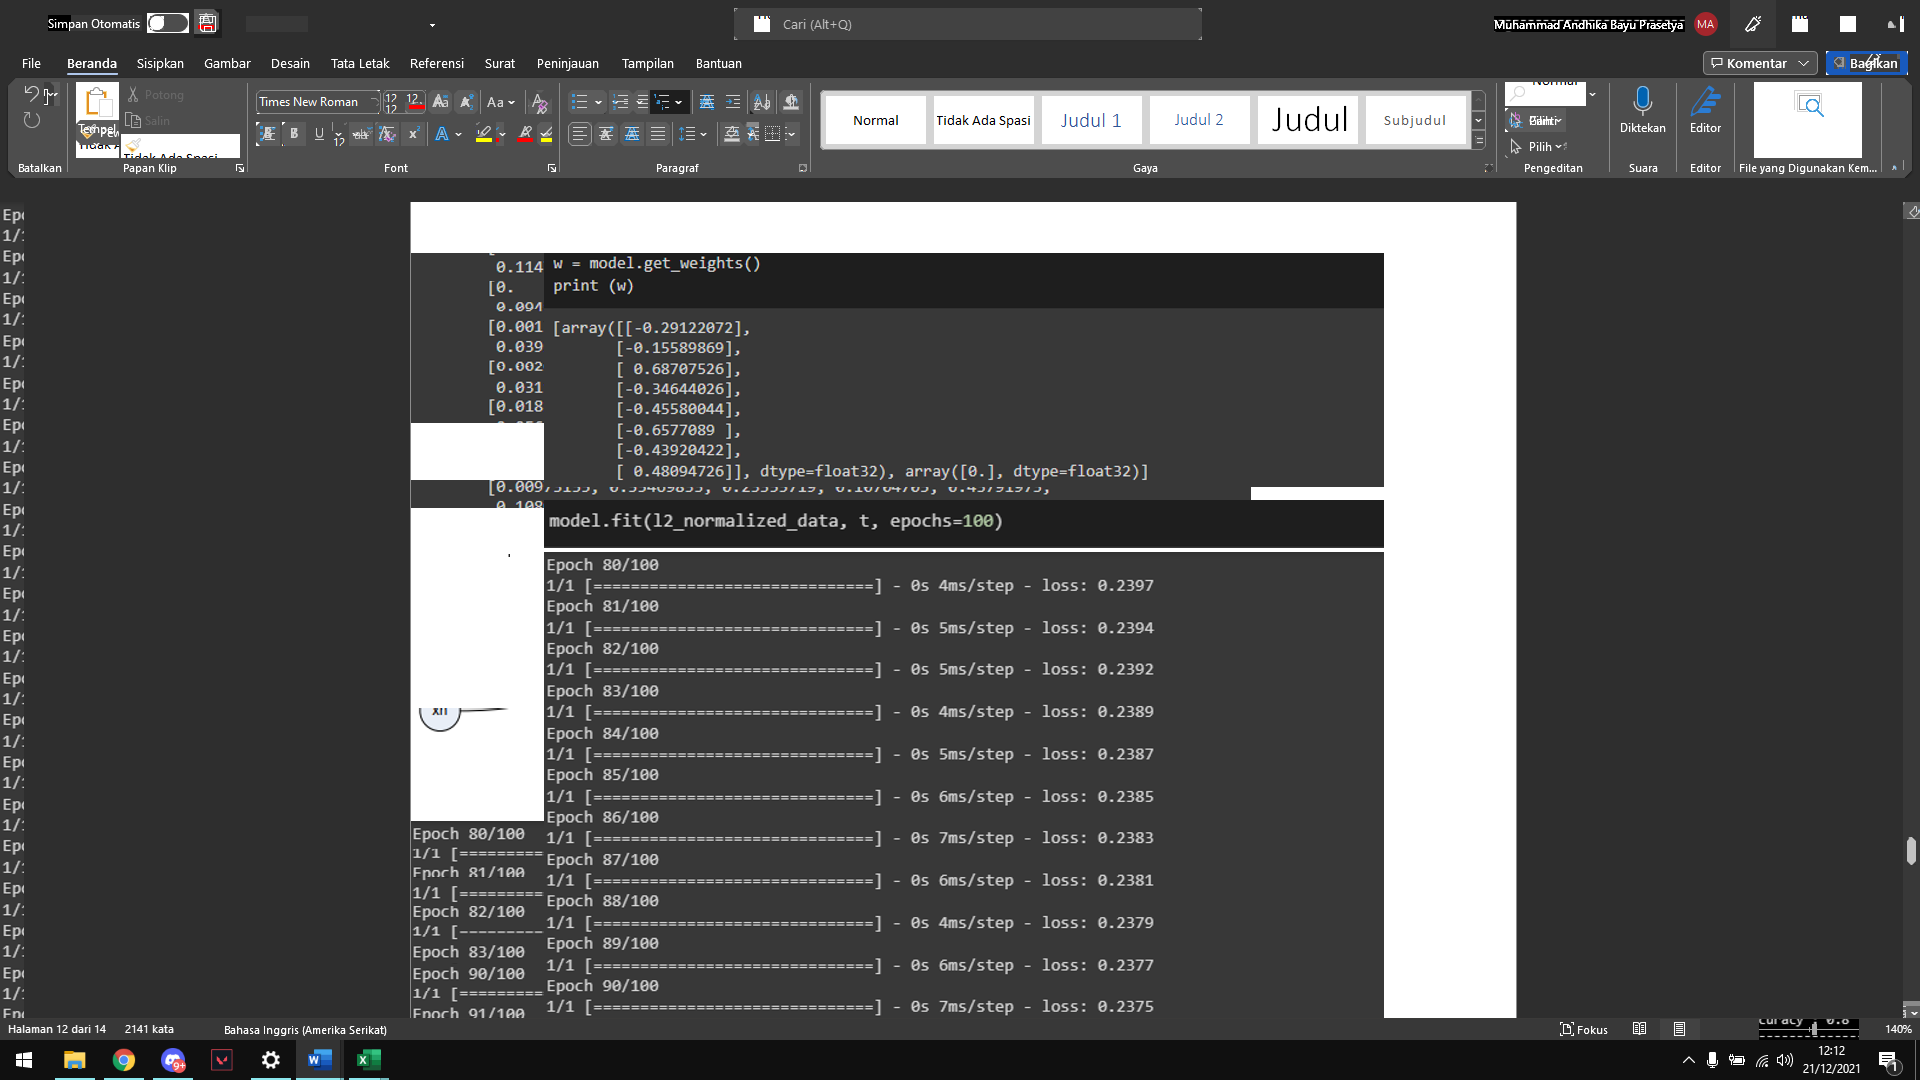 Simpan Otomatis
Cari (Alt+Q)
Muhammad Andhika Bayu Prasetya
MA
File
Beranda
Sisipkan
Gambar
Desain
Tata Letak
Referensi
Surat
Peninjauan
Tampilan
Bantuan
Komentar
Bagikan
Potong
Salin
Tempel
Tidak Ada Spasi
Batalkan
Papan Klip
Times New Roman
12
12
Font
Paragraf
Normal
Tidak Ada Spasi
Judul 1
Judul 2
Judul
Subjudul
Gaya
Normal
Pilih
Pengeditan
Diktekan
Suara
Editor
Editor
File yang Digunakan Kem...
0.114
[0.
0.094
[0.001
0.039
[0.002
0.031
[0.018
w = model.get_weights()
print (w)
[array([[-0.29122072],
[-0.15589869],
[ 0.68707526],
[-0.34644026],
[-0.45580044],
[-0.6577089 ],
[-0.43920422],
[ 0.48094726]], dtype=float32), array([0.], dtype=float32)]
0.108
model.fit(l2_normalized_data, t, epochs=100)
Epoch 80/100
1/1 [==============================] - 0s 4ms/step - loss: 0.2397
Epoch 81/100
1/1 [==============================] - 0s 5ms/step - loss: 0.2394
Epoch 82/100
1/1 [==============================] - 0s 5ms/step - loss: 0.2392
Epoch 83/100
1/1 [==============================] - 0s 4ms/step - loss: 0.2389
Epoch 84/100
1/1 [==============================] - 0s 5ms/step - loss: 0.2387
Epoch 85/100
1/1 [==============================] - 0s 6ms/step - loss: 0.2385
Epoch 86/100
1/1 [==============================] - 0s 7ms/step - loss: 0.2383
Epoch 87/100
1/1 [==============================] - 0s 6ms/step - loss: 0.2381
Epoch 88/100
1/1 [==============================] - 0s 4ms/step - loss: 0.2379
Epoch 89/100
1/1 [==============================] - 0s 6ms/step - loss: 0.2377
Epoch 90/100
1/1 [==============================] - 0s 7ms/step - loss: 0.2375
xn
Epoch 80/100
1/1 [=========
Epoch 81/100
1/1 [=========
Epoch 82/100
1/1 [---------
Epoch 83/100
Epoch 90/100
1/1 [=========
Epoch 91/100
Halaman 12 dari 14
2141 kata
Bahasa Inggris (Amerika Serikat)
Fokus
140%
9+
12:12
21/12/2021
1